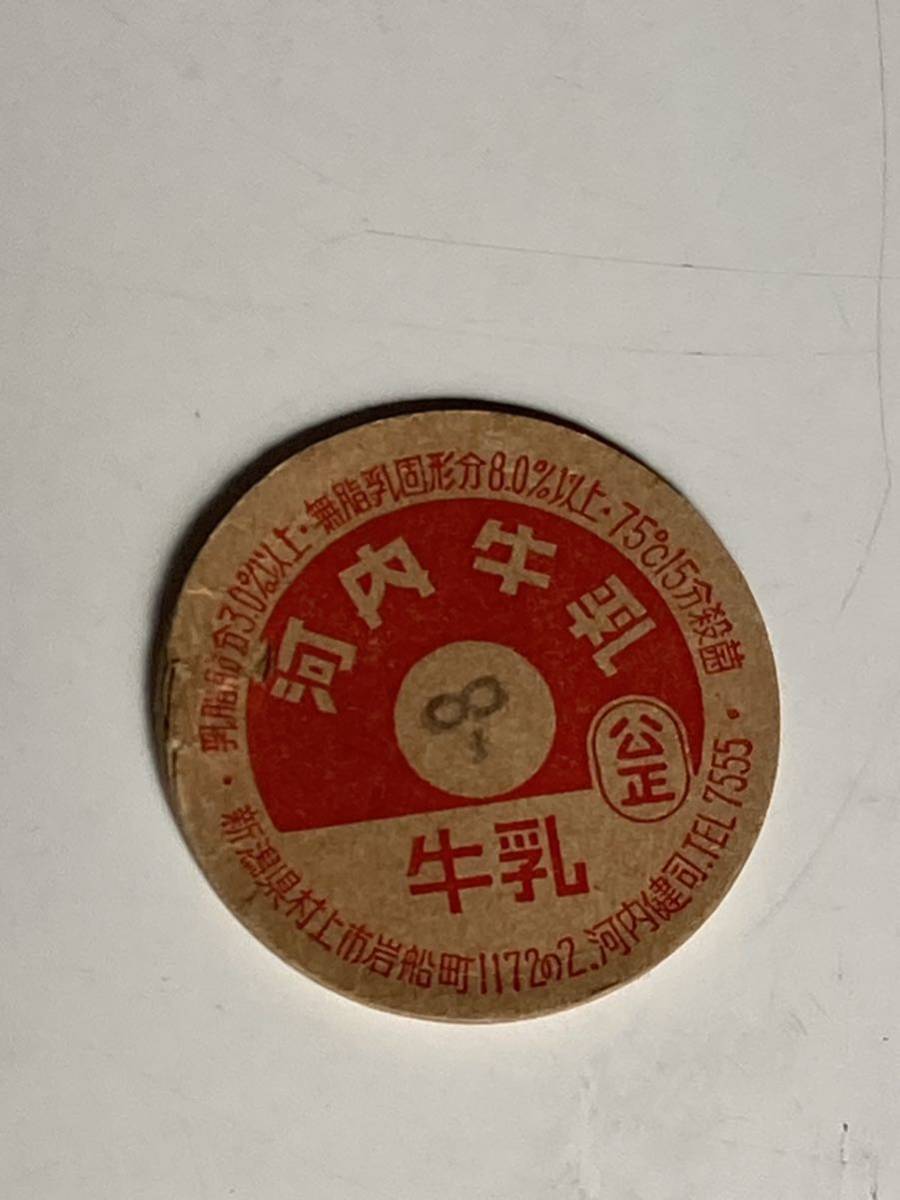 ・乳脂肪分3.0%以上・無脂乳固形分8.0%以上・75℃15分殺菌・
河内牛乳
8
公正
牛乳
新潟県村上市岩船町1172の2.河内健司.TEL7555